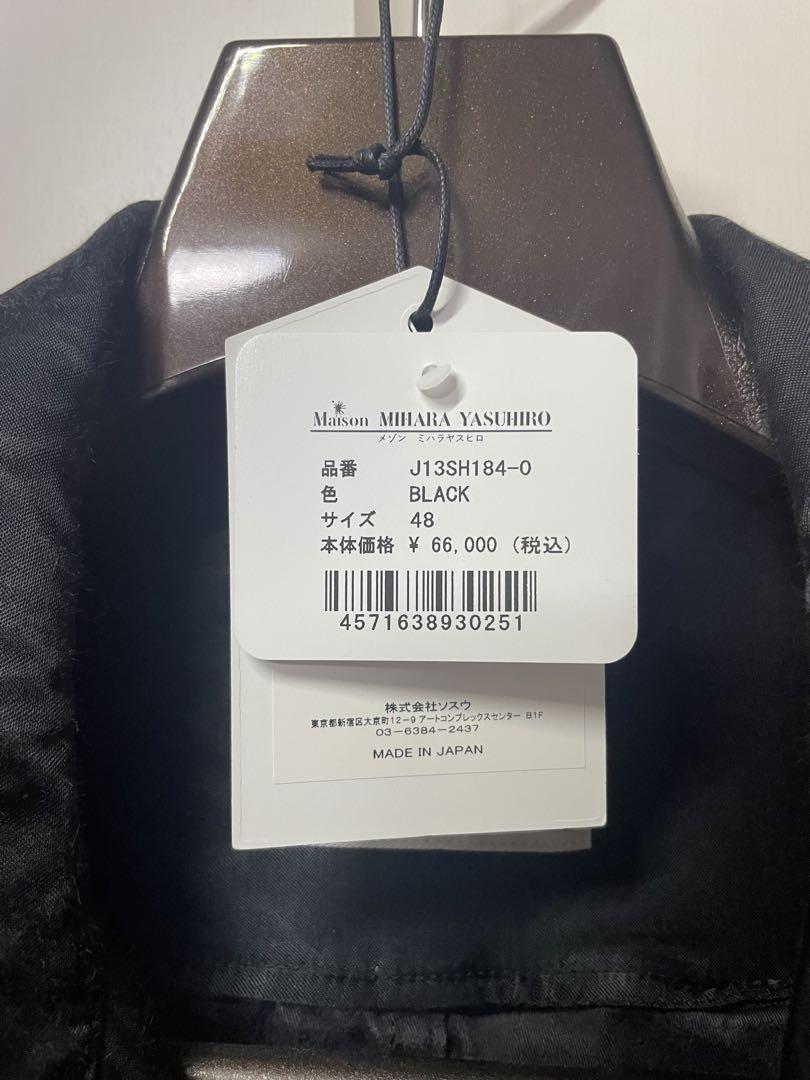 Maison MIHARA YASUHIRO
メゾン ミハラヤスヒロ
品番 J13SH184-0
色 BLACK
サイズ 48
本体価格 ¥ 66,000 (税込)
4571638930251
株式会社ソスウ
東京都新宿区大京町12-9 アートコンプレックスセンター B1F
03-6384-2437
MADE IN JAPAN